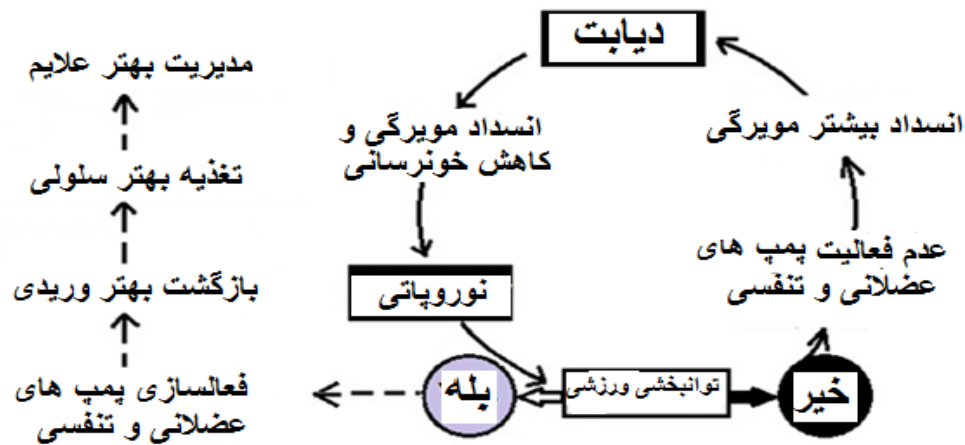 دیابت
انسداد مویرگی و
کاهش خونرسانی
نوروپاتی
توانبخشی ورزشی
خیر
عدم فعالیت پمپ های
عضلانی و تنفسی
انسداد بیشتر مویرگی
بله
فعالسازی پمپ های
عضلانی و تنفسی
بازگشت بهتر وریدی
تغذیه بهتر سلولی
مدیریت بهتر علایم